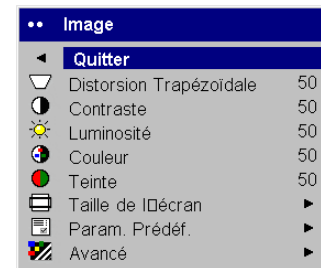 Image
Quitter
Distorsion Trapézoïdale 50
Contraste 50
Luminosité 50
Couleur 50
Teinte 50
Taille de l□écran
Param. Prédéf.
Avancé